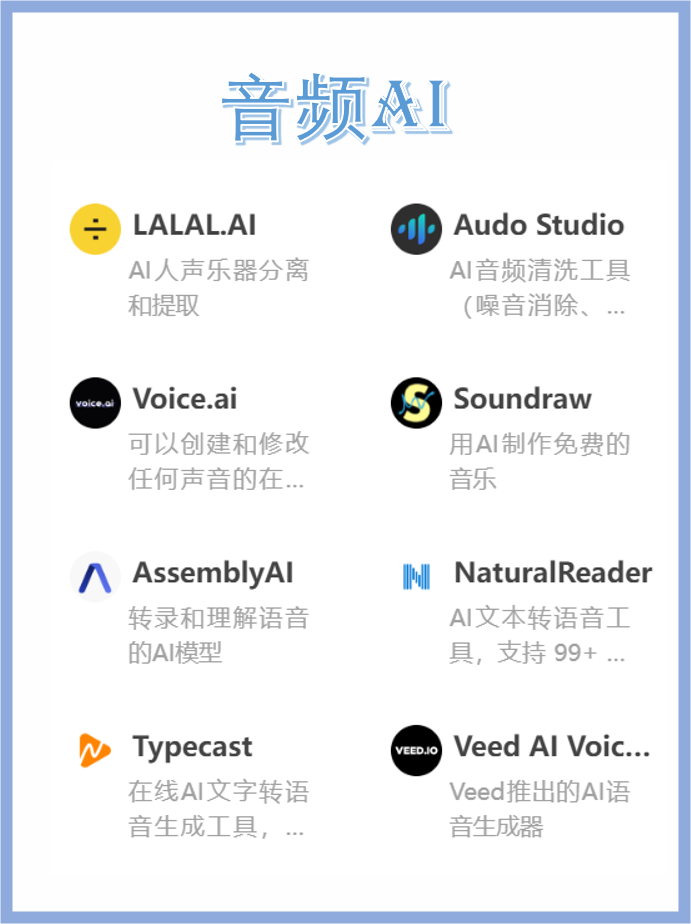 音频AI
LALAL.AI
AI人声乐器分离
和提取
Audo Studio
AI音频清洗工具
（噪音消除、...
voice.ai
Voice.ai
可以创建和修改
任何声音的在...
Soundraw
用AI制作免费的
音乐
AssemblyAI
转录和理解语音
的AI模型
NaturalReader
AI文本转语音工
具，支持 99+ ...
Typecast
在线AI文字转语
音生成工具，...
VEED.IO
Veed AI Voic...
Veed推出的AI语
音生成器